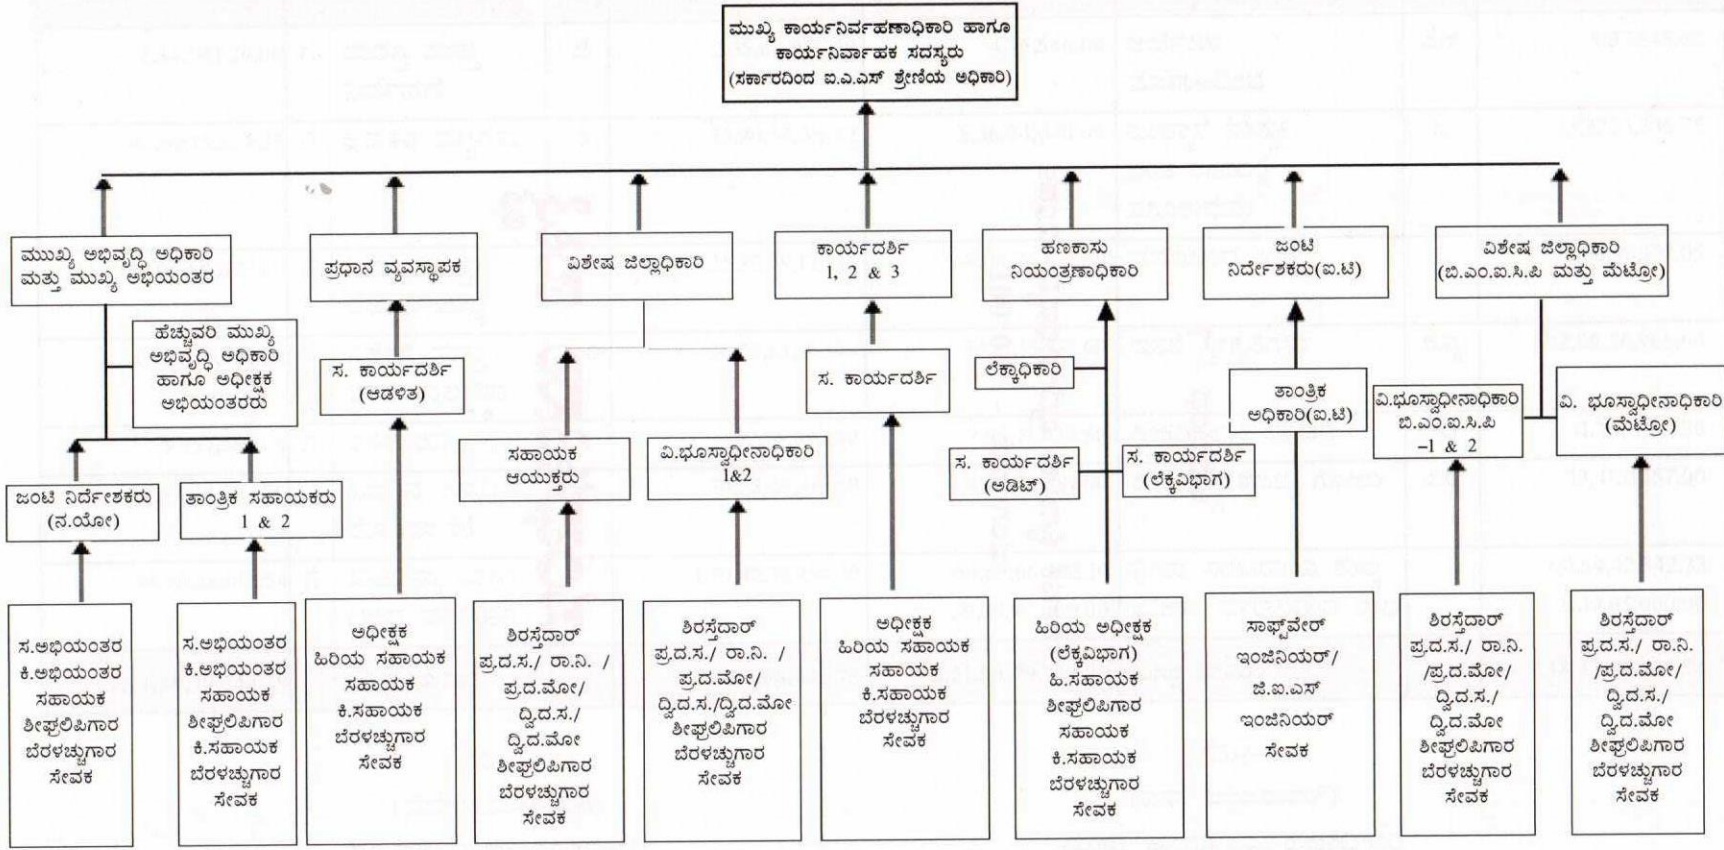 ಮುಖ್ಯ ಕಾರ್ಯನಿರ್ವಹಣಾಧಿಕಾರಿ ಹಾಗೂ
ಕಾರ್ಯನಿರ್ವಾಹಕ ಸದಸ್ಯರು
(ಸರ್ಕಾರದಿಂದ ಐ.ಎ.ಎಸ್ ಶ್ರೇಣಿಯ ಅಧಿಕಾರಿ)
ಮುಖ್ಯ ಅಭಿವೃದ್ಧಿ ಅಧಿಕಾರಿ
ಮತ್ತು ಮುಖ್ಯ ಅಭಿಯಂತರ
ಪ್ರಧಾನ ವ್ಯವಸ್ಥಾಪಕ
ವಿಶೇಷ ಜಿಲ್ಲಾಧಿಕಾರಿ
ಕಾರ್ಯದರ್ಶಿ
1, 2 & 3
ಹಣಕಾಸು
ನಿಯಂತ್ರಣಾಧಿಕಾರಿ
ಜಂಟಿ
ನಿರ್ದೇಶಕರು(ಐ.ಟಿ)
ವಿಶೇಷ ಜಿಲ್ಲಾಧಿಕಾರಿ
(ಬಿ.ಎಂ.ಐ.ಸಿ.ಪಿ ಮತ್ತು ಮೆಟ್ರೋ)
ಹೆಚ್ಚುವರಿ ಮುಖ್ಯ
ಅಭಿವೃದ್ಧಿ ಅಧಿಕಾರಿ
ಹಾಗೂ ಅಧೀಕ್ಷಕ
ಅಭಿಯಂತರರು
ಸ. ಕಾರ್ಯದರ್ಶಿ
(ಆಡಳಿತ)
ಸ. ಕಾರ್ಯದರ್ಶಿ
ಲೆಕ್ಕಾಧಿಕಾರಿ
ತಾಂತ್ರಿಕ
ಅಧಿಕಾರಿ(ಐ.ಟಿ)
ವಿ.ಭೂಸ್ವಾಧೀನಾಧಿಕಾರಿ
ಬಿ.ಎಂ.ಐ.ಸಿ.ಪಿ
–1 & 2
ವಿ. ಭೂಸ್ವಾಧೀನಾಧಿಕಾರಿ
(ಮೆಟ್ರೋ)
ಸಹಾಯಕ
ಆಯುಕ್ತರು
ವಿ.ಭೂಸ್ವಾಧೀನಾಧಿಕಾರಿ
1&2
ಸ. ಕಾರ್ಯದರ್ಶಿ
(ಅಡಿಟ್)
ಸ. ಕಾರ್ಯದರ್ಶಿ
(ಲೆಕ್ಕವಿಭಾಗ)
ಜಂಟಿ ನಿರ್ದೇಶಕರು
(ನ.ಯೋ)
ತಾಂತ್ರಿಕ ಸಹಾಯಕರು
1 & 2
ಸ.ಅಭಿಯಂತರ
ಕಿ.ಅಭಿಯಂತರ
ಸಹಾಯಕ
ಶೀಘ್ರಲಿಪಿಗಾರ
ಬೆರಳಚ್ಚುಗಾರ
ಸೇವಕ
ಸ.ಅಭಿಯಂತರ
ಕಿ.ಅಭಿಯಂತರ
ಸಹಾಯಕ
ಶೀಘ್ರಲಿಪಿಗಾರ
ಕಿ.ಸಹಾಯಕ
ಬೆರಳಚ್ಚುಗಾರ
ಸೇವಕ
ಅಧೀಕ್ಷಕ
ಹಿರಿಯ ಸಹಾಯಕ
ಸಹಾಯಕ
ಕಿ.ಸಹಾಯಕ
ಬೆರಳಚ್ಚುಗಾರ
ಸೇವಕ
ಶಿರಸ್ತೆದಾರ್
ಪ್ರ.ದ.ಸ./ ರಾ.ನಿ. /
ಪ್ರ.ದ.ಮೋ/
ದ್ವಿ.ದ.ಸ./
ದ್ವಿ.ದ.ಮೋ
ಶೀಘ್ರಲಿಪಿಗಾರ
ಬೆರಳಚ್ಚುಗಾರ
ಸೇವಕ
ಶಿರಸ್ತೆದಾರ್
ಪ್ರ.ದ.ಸ./ ರಾ.ನಿ. /
ಪ್ರ.ದ.ಮೋ/
ದ್ವಿ.ದ.ಸ./ದ್ವಿ.ದ.ಮೋ
ಶೀಘ್ರಲಿಪಿಗಾರ
ಬೆರಳಚ್ಚುಗಾರ
ಸೇವಕ
ಅಧೀಕ್ಷಕ
ಹಿರಿಯ ಸಹಾಯಕ
ಸಹಾಯಕ
ಕಿ.ಸಹಾಯಕ
ಬೆರಳಚ್ಚುಗಾರ
ಸೇವಕ
ಹಿರಿಯ ಅಧೀಕ್ಷಕ
(ಲೆಕ್ಕವಿಭಾಗ)
ಹಿ.ಸಹಾಯಕ
ಶೀಘ್ರಲಿಪಿಗಾರ
ಸಹಾಯಕ
ಕಿ.ಸಹಾಯಕ
ಬೆರಳಚ್ಚುಗಾರ
ಸೇವಕ
ಸಾಫ್ಟ್‌ವೇರ್
ಇಂಜಿನಿಯರ್/
ಜಿ.ಐ.ಎಸ್
ಇಂಜಿನಿಯರ್
ಸೇವಕ
ಶಿರಸ್ತೆದಾರ್
ಪ್ರ.ದ.ಸ./ ರಾ.ನಿ.
/ಪ್ರ.ದ.ಮೋ/
ದ್ವಿ.ದ.ಸ./
ದ್ವಿ.ದ.ಮೋ
ಶೀಘ್ರಲಿಪಿಗಾರ
ಬೆರಳಚ್ಚುಗಾರ
ಸೇವಕ
ಶಿರಸ್ತೆದಾರ್
ಪ್ರ.ದ.ಸ./ ರಾ.ನಿ.
/ಪ್ರ.ದ.ಮೋ/
ದ್ವಿ.ದ.ಸ./
ದ್ವಿ.ದ.ಮೋ
ಶೀಘ್ರಲಿಪಿಗಾರ
ಬೆರಳಚ್ಚುಗಾರ
ಸೇವಕ